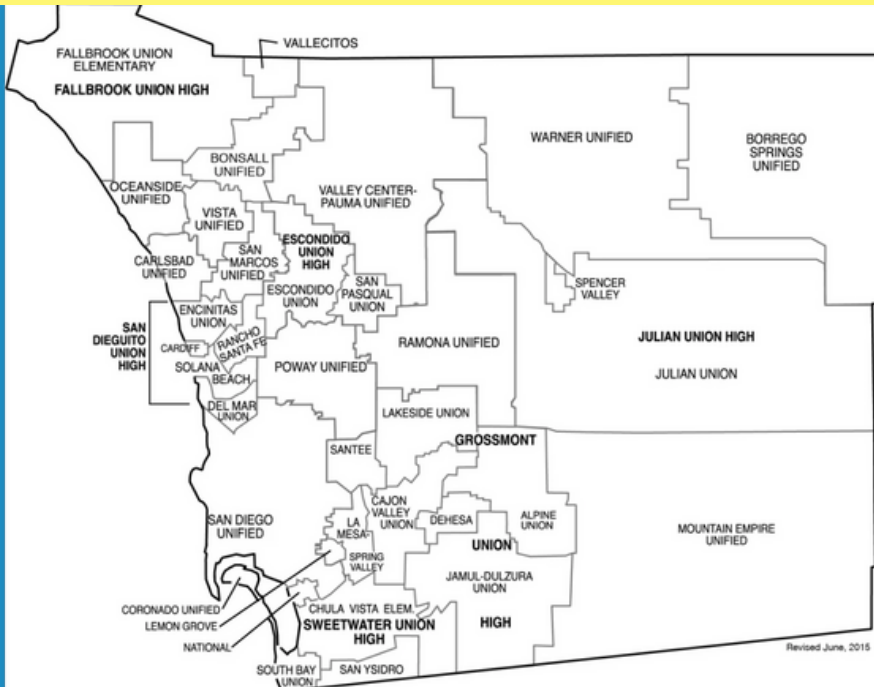 VALLECITOS
FALLBROOK UNION
ELEMENTARY
FALLBROOK UNION HIGH
WARNER UNIFIED
BORREGO
SPRINGS
UNIFIED
BONSALL
UNIFIED
OCEANSIDE
UNIFIED
VALLEY CENTER-
PAUMA UNIFIED
VISTA
UNIFIED
ESCONDIDO
UNION
HIGH
CARLSBAD
UNIFIED
SAN
MARCOS
UNIFIED
ESCONDIDO
UNION
SAN
PASQUAL
UNION
SPENCER
VALLEY
ENCINITAS
UNION
SAN
DIEGUITO
UNION
HIGH
CARDIFF
RANCHO
SANTA FE
SOLANA
BEACH
POWAY UNIFIED
RAMONA UNIFIED
JULIAN UNION HIGH
JULIAN UNION
DEL MAR
UNION
LAKESIDE UNION
SANTEE
GROSSMONT
SAN DIEGO
UNIFIED
LA
MESA-
SPRING
VALLEY
CAJON
VALLEY
UNION
DEHESA
ALPINE
UNION
UNION
MOUNTAIN EMPIRE
UNIFIED
JAMUL-DULZURA
UNION
CORONADO UNIFIED
LEMON GROVE
NATIONAL
CHULA VISTA ELEM.
SWEETWATER UNION
HIGH
HIGH
SOUTH BAY
UNION
SAN YSIDRO
Revised June, 2015